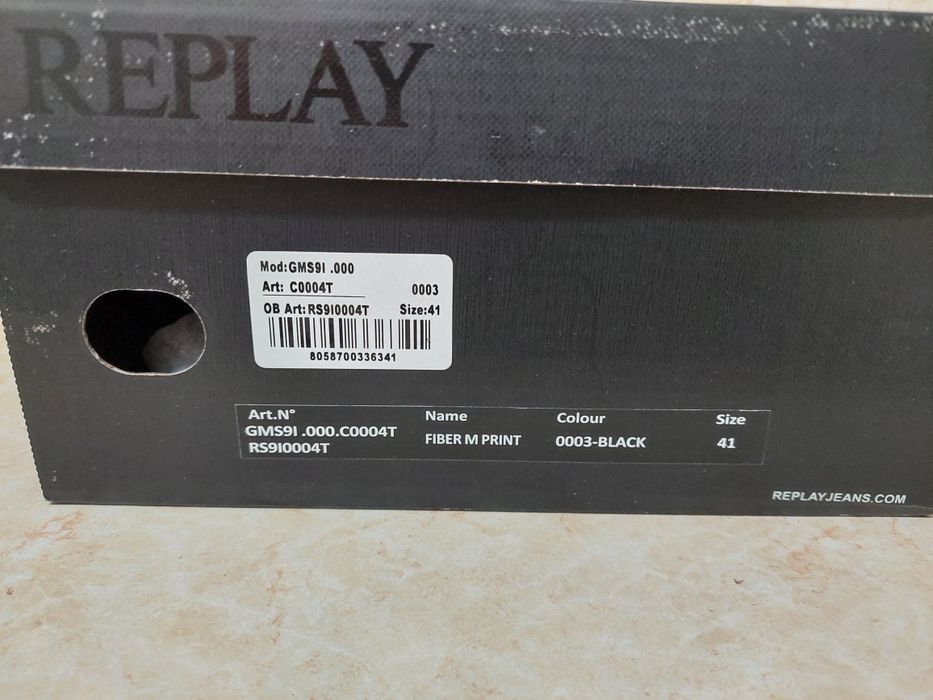 REPLAY
Mod:GMS9I .000
Art: C0004T 0003
OB Art:RS9I0004T Size:41
8058700336341
Art.N° Name Colour Size
GMS9I .000.C0004T FIBER M PRINT 0003-BLACK 41
RS9I0004T
REPLAYJEANS.COM